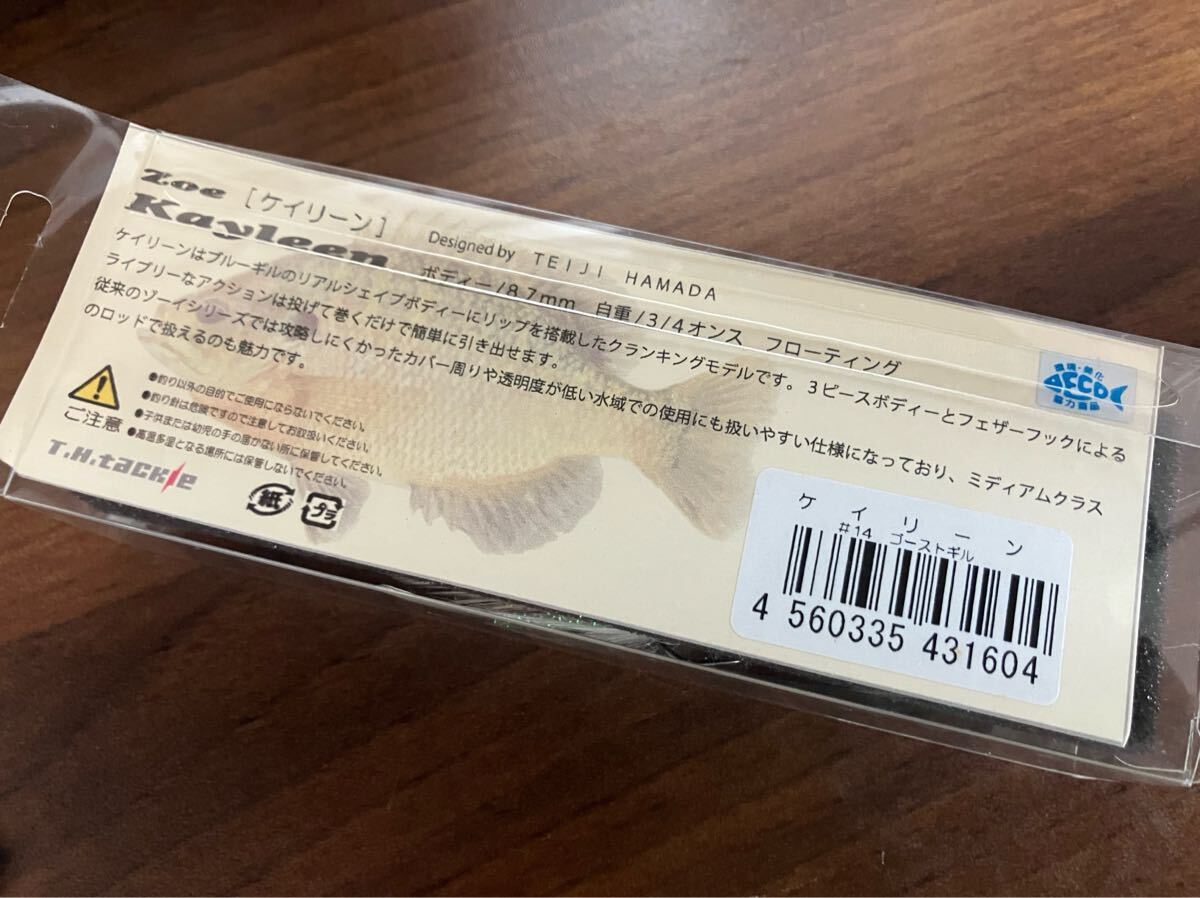 Zoe
Kayleen [ケイリーン]
Designed by TEIJI HAMADA
ボディー/87mm 自重/3/4オンス フローティング
ケイリーンはブルーギルのリアルシェイプボディーにリップを搭載したクランキングモデルです。3ピースボディーとフェザーフックによる
ライブリーなアクションは投げて巻くだけで簡単に引き出せます。
従来のゾーイシリーズでは攻略しにくかったカバー周りや透明度が低い水域での使用にも扱いやすい仕様になっており、ミディアムクラス
のロッドで扱えるのも魅力です。
ご注意
●釣り以外の目的でご使用にならないでください。
●釣り針は危険ですので注意してお取扱いください。
●子供または幼児の手の届かない所に保管してください。
●高温多湿となる場所には保管しないでください。
T.H.tackle
紙
プラ
ACCD
ケイリーン
#14 ゴーストギル
4 560335 431604